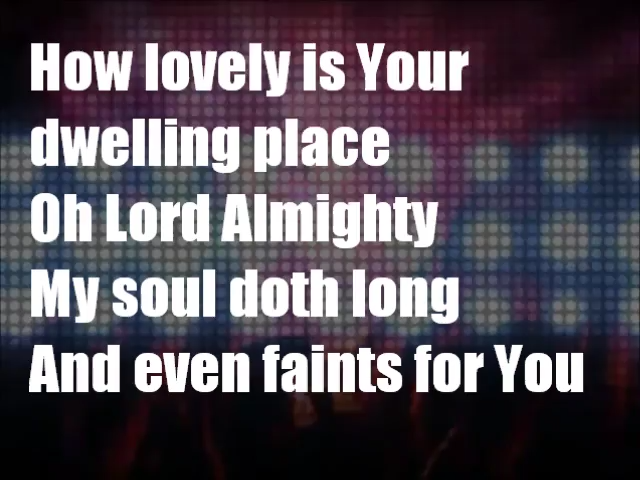 How lovely is Your
dwelling place
Oh Lord Almighty
My soul doth long
And even faints for You